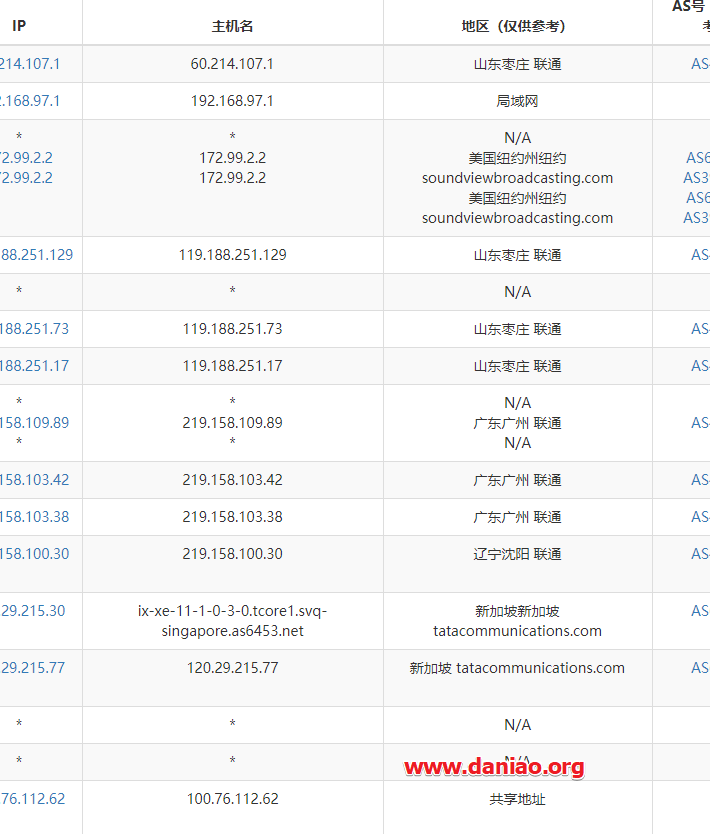 AS号
IP 主机名 地区（仅供参考）
214.107.1 60.214.107.1 山东枣庄 联通 AS
.168.97.1 192.168.97.1 局域网
* * N/A
72.99.2.2 172.99.2.2 美国纽约州纽约 AS6
72.99.2.2 172.99.2.2 soundviewbroadcasting.com AS39
美国纽约州纽约 AS6
soundviewbroadcasting.com AS39
88.251.129 119.188.251.129 山东枣庄 联通 AS
* * N/A
188.251.73 119.188.251.73 山东枣庄 联通 AS
188.251.17 119.188.251.17 山东枣庄 联通 AS
* * N/A
158.109.89 219.158.109.89 广东广州 联通 AS
* * N/A
158.103.42 219.158.103.42 广东广州 联通 AS
158.103.38 219.158.103.38 广东广州 联通 AS
158.100.30 219.158.100.30 辽宁沈阳 联通 AS
29.215.30 ix-xe-11-1-0-3-0.tcore1.svq- 新加坡新加坡 AS
singapore.as6453.net tatacommunications.com
29.215.77 120.29.215.77 新加坡 tatacommunications.com AS
* * N/A
* * N/A
www.daniao.org
76.112.62 100.76.112.62 共享地址